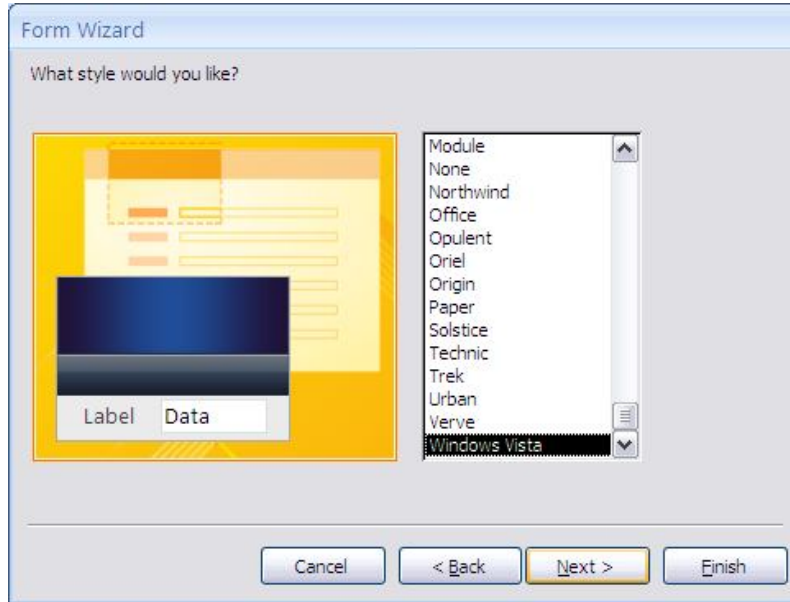 Form Wizard
What style would you like?
Module
None
Northwind
Office
Opulent
Oriel
Origin
Paper
Solstice
Technic
Trek
Urban
Verve
Windows Vista
Label Data
Cancel < Back Next > Finish